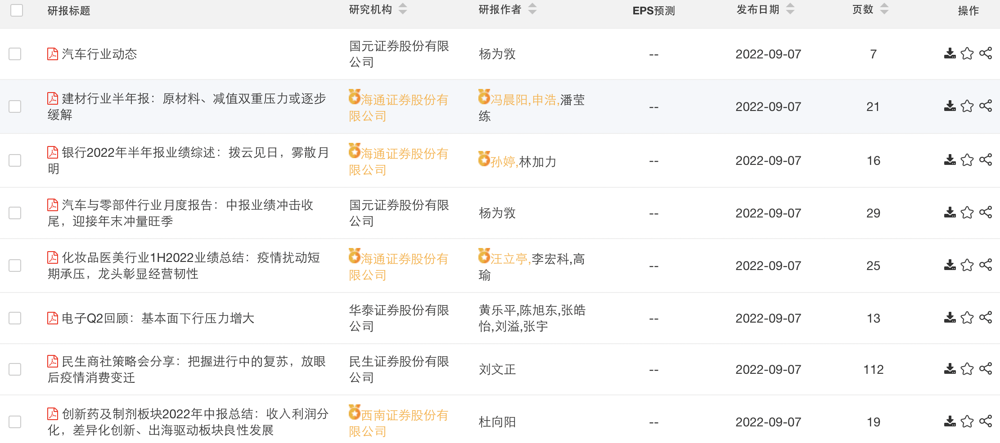 研报标题 研究机构 研报作者 EPS预测 发布日期 页数 操作
汽车行业动态
国元证券股份有限
公司
杨为敩
--
2022-09-07
7
建材行业半年报：原材料、减值双重压力或逐步
缓解
海通证券股份有
限公司
冯晨阳,申浩,潘莹
练
--
2022-09-07
21
银行2022年半年报业绩综述：拨云见日，雾散月
明
海通证券股份有
限公司
孙婷,林加力
--
2022-09-07
16
汽车与零部件行业月度报告：中报业绩冲击收
尾，迎接年末冲量旺季
国元证券股份有限
公司
杨为敩
--
2022-09-07
29
化妆品医美行业1H2022业绩总结：疫情扰动短
期承压，龙头彰显经营韧性
海通证券股份有
限公司
汪立亭,李宏科,高
瑜
--
2022-09-07
25
电子Q2回顾：基本面下行压力增大
华泰证券股份有限
公司
黄乐平,陈旭东,张皓
怡,刘溢,张宇
--
2022-09-07
13
民生商社策略会分享：把握进行中的复苏，放眼
后疫情消费变迁
民生证券股份有限
公司
刘文正
--
2022-09-07
112
创新药及制剂板块2022年中报总结：收入利润分
化，差异化创新、出海驱动板块良性发展
西南证券股份有
限公司
杜向阳
--
2022-09-07
19